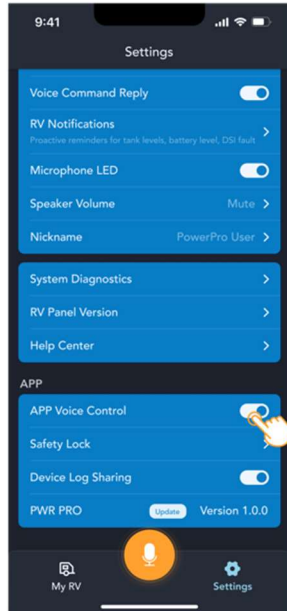 9:41
Settings
Voice Command Reply
RV Notifications
Proactive reminders for tank levels, battery level, DSI fault
Microphone LED
Speaker Volume Mute
Nickname PowerPro User
System Diagnostics
RV Panel Version
Help Center
APP
APP Voice Control
Safety Lock
Device Log Sharing
PWR PRO Update Version 1.0.0
My RV Settings